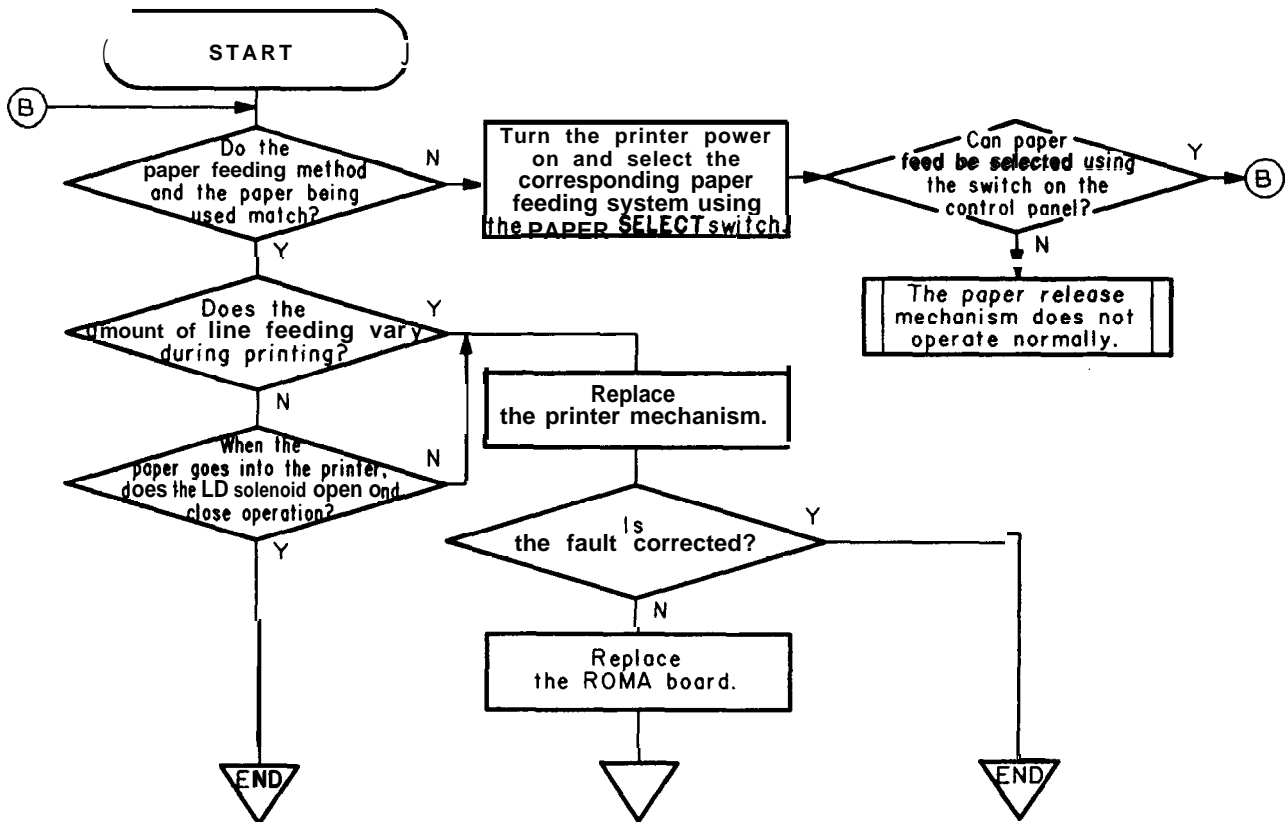 START
B
Do the
paper feeding method
and the paper being
used match?
N
Y
Turn the printer power
on and select the
corresponding paper
feeding system using
the PAPER SELECT switch.
Can paper
feed be selected using
the switch on the
control panel?
Y
B
N
The paper release
mechanism does not
operate normally.
Does the
amount of line feeding vary
during printing?
Y
N
Replace
the printer mechanism.
When the
paper goes into the printer,
does the LD solenoid open and
close operation?
N
Y
Is
the fault corrected?
Y
N
Replace
the ROMA board.
END
END